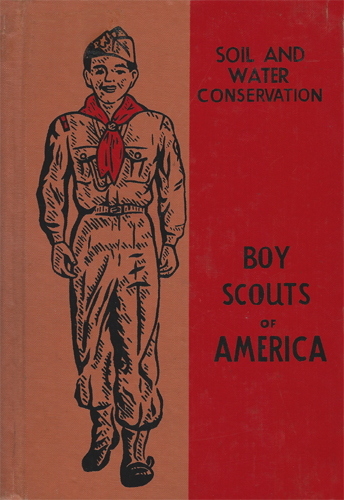 SOIL AND
WATER
CONSERVATION
BOY
SCOUTS
OF
AMERICA